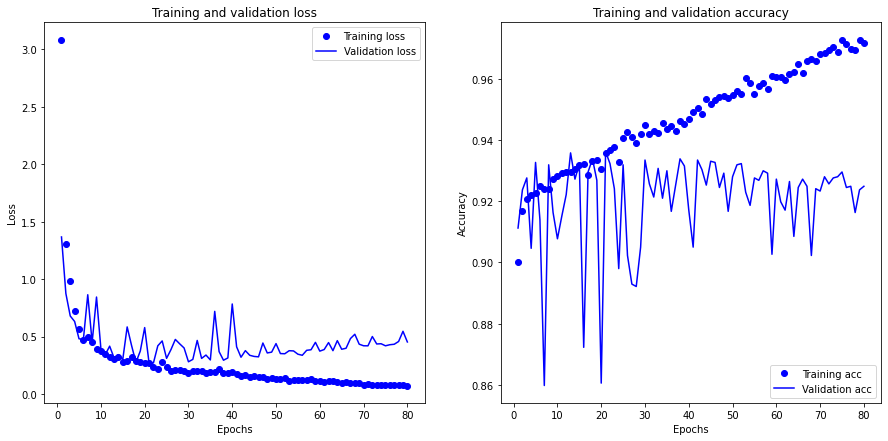 Training and validation loss
Training loss
Validation loss
3.0
2.5
2.0
1.5
1.0
0.5
0.0
Loss
0 10 20 30 40 50 60 70 80
Epochs
Training and validation accuracy
0.96
0.94
0.92
0.90
0.88
0.86
Accuracy
Training acc
Validation acc
0 10 20 30 40 50 60 70 80
Epochs